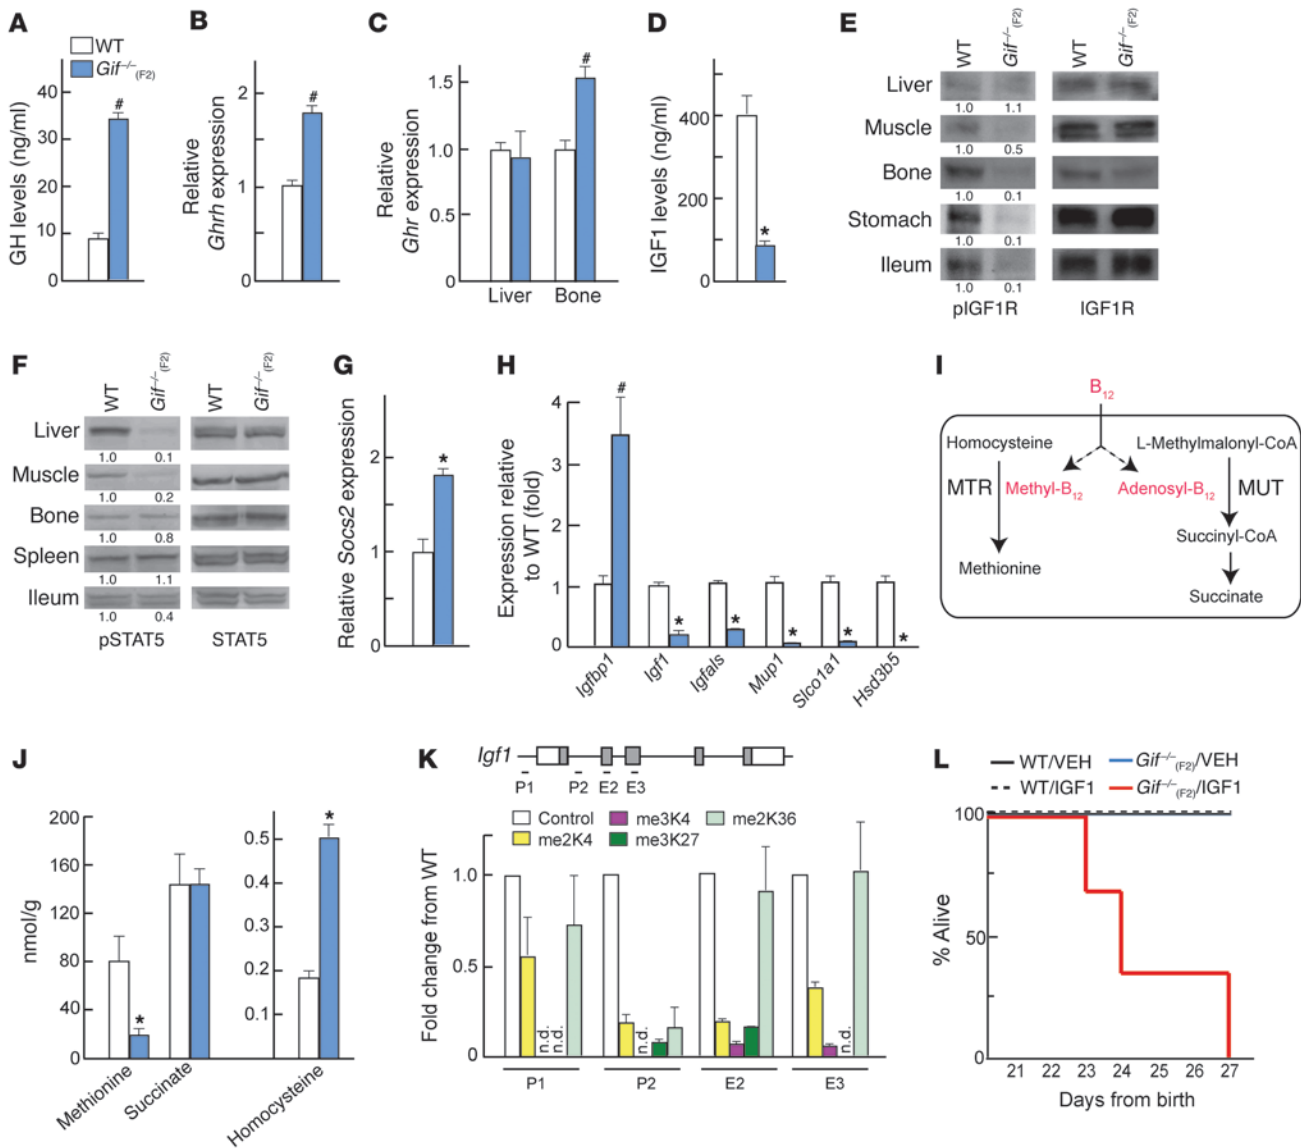 A
WT
Gif-/-(F2)
GH levels (ng/ml)
40
30
20
10
0
#
B
Relative
Ghrh expression
2
1
0
#
C
Relative
Ghr expression
1.5
1.0
0.5
0
#
Liver Bone
D
IGF1 levels (ng/ml)
400
200
0
*
E
WT Gif-/-(F2) WT Gif-/-(F2)
Liver
1.0 1.1
Muscle
1.0 0.5
Bone
1.0 0.1
Stomach
1.0 0.1
Ileum
1.0 0.1
pIGF1R IGF1R
F
WT Gif-/-(F2) WT Gif-/-(F2)
Liver
1.0 0.1
Muscle
1.0 0.2
Bone
1.0 0.8
Spleen
1.0 1.1
Ileum
1.0 0.4
pSTAT5 STAT5
G
Relative Socs2 expression
2
1
0
*
H
Expression relative
to WT (fold)
4
3
2
1
0
# * * * * *
Igfbp1 Igf1 Igfals Mup1 Slco1a1 Hsd3b5
I
B12
Homocysteine L-Methylmalonyl-CoA
MTR Methyl-B12 Adenosyl-B12 MUT
Succinyl-CoA
Methionine
Succinate
J
nmol/g
200
160
120
80
40
0
*
Methionine Succinate
0.5
0.4
0.3
0.2
0.1
*
Homocysteine
K
Igf1
P1 P2 E2 E3
Control me3K4 me2K36
me2K4 me3K27
Fold change from WT
1.0
0.5
0
n.d. n.d. n.d. n.d.
P1 P2 E2 E3
L
WT/VEH Gif-/-(F2)/VEH
WT/IGF1 Gif-/-(F2)/IGF1
% Alive
100
50
0
21 22 23 24 25 26 27
Days from birth